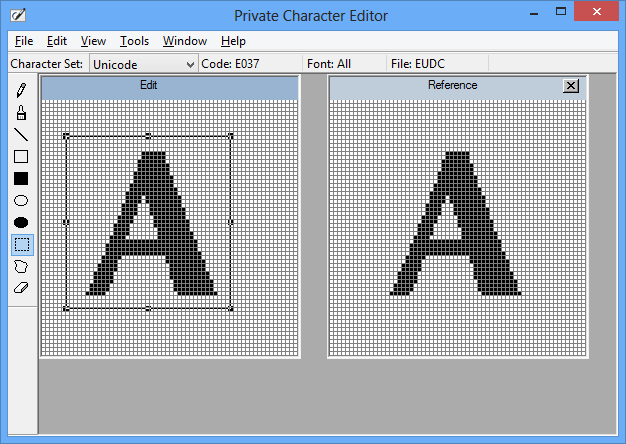 Private Character Editor
File Edit View Tools Window Help
Character Set: Unicode Code: E037 Font: All File: EUDC
Edit Reference
A A